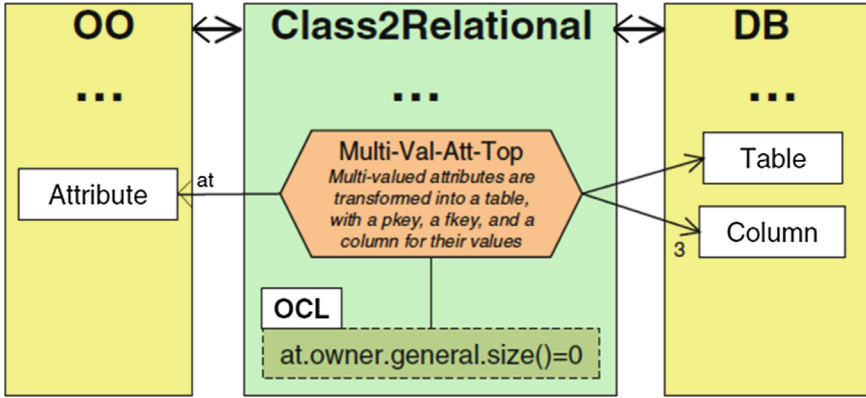 OO
Class2Relational
DB
...
...
...
Multi-Val-Att-Top
Multi-valued attributes are
transformed into a table,
with a pkey, a fkey, and a
column for their values
Attribute
at
Table
Column
3
OCL
at.owner.general.size()=0